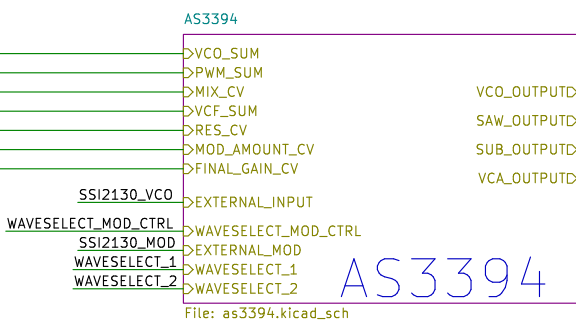 AS3394
VCO_SUM
PWM_SUM
MIX_CV
VCO_OUTPUT
VCF_SUM
SAW_OUTPUT
RES_CV
MOD_AMOUNT_CV
SUB_OUTPUT
FINAL_GAIN_CV
VCA_OUTPUT
SSI2130_VCO
EXTERNAL_INPUT
WAVESELECT_MOD_CTRL
WAVESELECT_MOD_CTRL
SSI2130_MOD
EXTERNAL_MOD
WAVESELECT_1
WAVESELECT_1
WAVESELECT_2
WAVESELECT_2
AS3394
File: as3394.kicad_sch